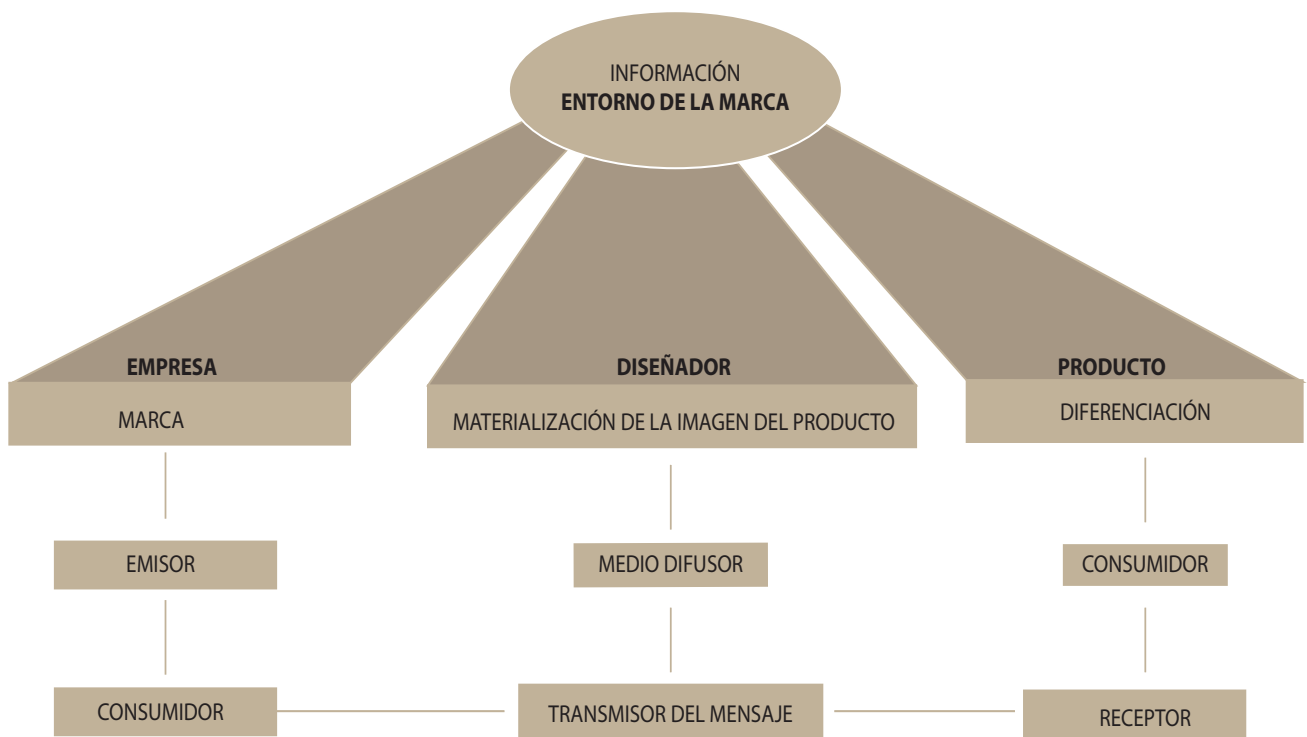 INFORMACIÓN
ENTORNO DE LA MARCA
EMPRESA
DISEÑADOR
PRODUCTO
MARCA
MATERIALIZACIÓN DE LA IMAGEN DEL PRODUCTO
DIFERENCIACIÓN
EMISOR
MEDIO DIFUSOR
CONSUMIDOR
CONSUMIDOR
TRANSMISOR DEL MENSAJE
RECEPTOR